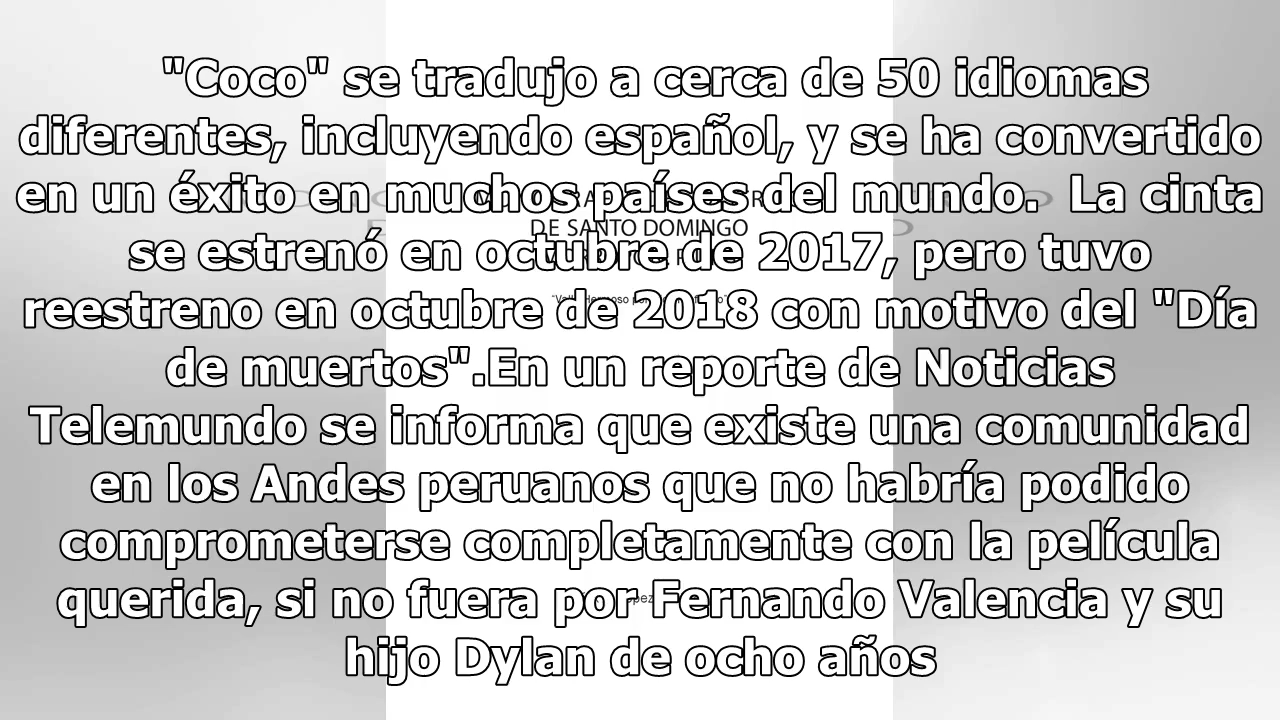 "Coco" se tradujo a cerca de 50 idiomas
diferentes, incluyendo español, y se ha convertido
en un éxito en muchos países del mundo.  La cinta
DE SANTO DOMINGO
se estrenó en octubre de 2017, pero tuvo
reestreno en octubre de 2018 con motivo del "Día
de muertos".En un reporte de Noticias
Telemundo se informa que existe una comunidad
en los Andes peruanos que no habría podido
comprometerse completamente con la película
querida, si no fuera por Fernando Valencia y su
hijo Dylan de ocho años